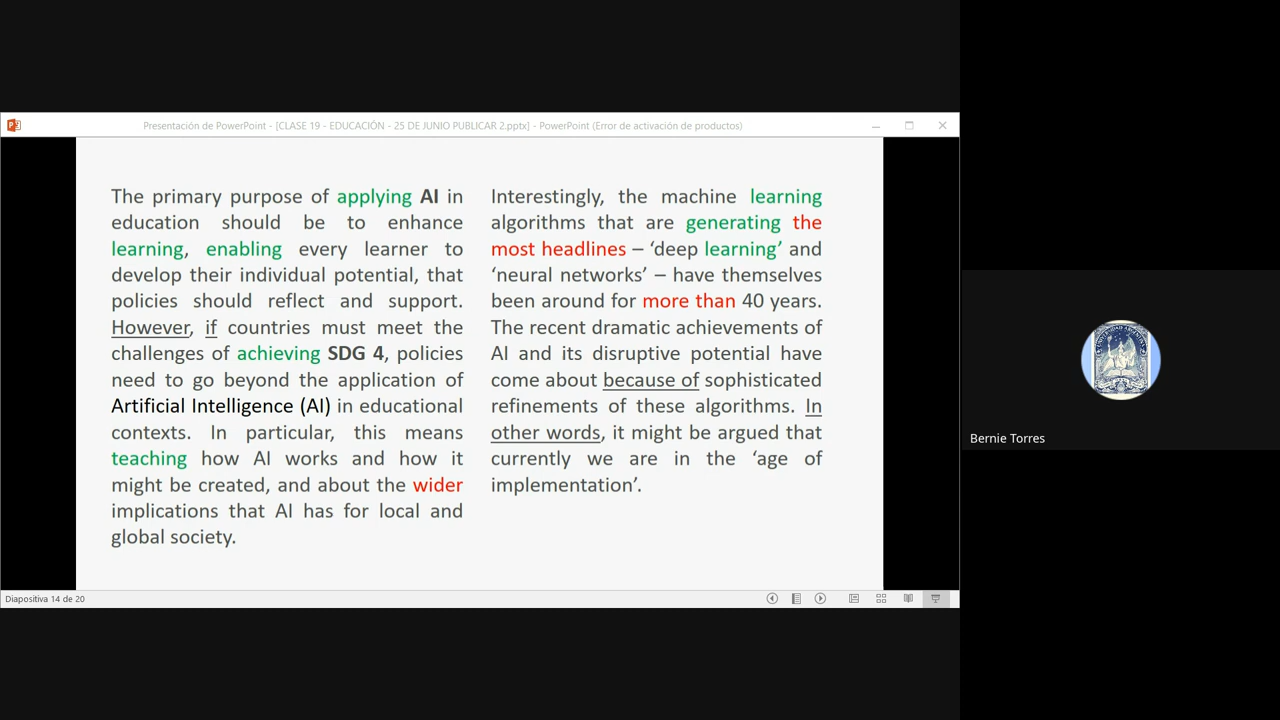 Presentación de PowerPoint - [CLASE 19 - EDUCACIÓN - 25 DE JUNIO PUBLICAR 2.pptx] - PowerPoint (Error de activación de productos)
The primary purpose of applying AI in
education should be to enhance
learning, enabling every learner to
develop their individual potential, that
policies should reflect and support.
However, if countries must meet the
challenges of achieving SDG 4, policies
need to go beyond the application of
Artificial Intelligence (AI) in educational
contexts. In particular, this means
teaching how AI works and how it
might be created, and about the wider
implications that AI has for local and
global society.
Interestingly, the machine learning
algorithms that are generating the
most headlines – ‘deep learning’ and
‘neural networks’ – have themselves
been around for more than 40 years.
The recent dramatic achievements of
AI and its disruptive potential have
come about because of sophisticated
refinements of these algorithms. In
other words, it might be argued that
currently we are in the ‘age of
implementation’.
Diapositiva 14 de 20
Bernie Torres